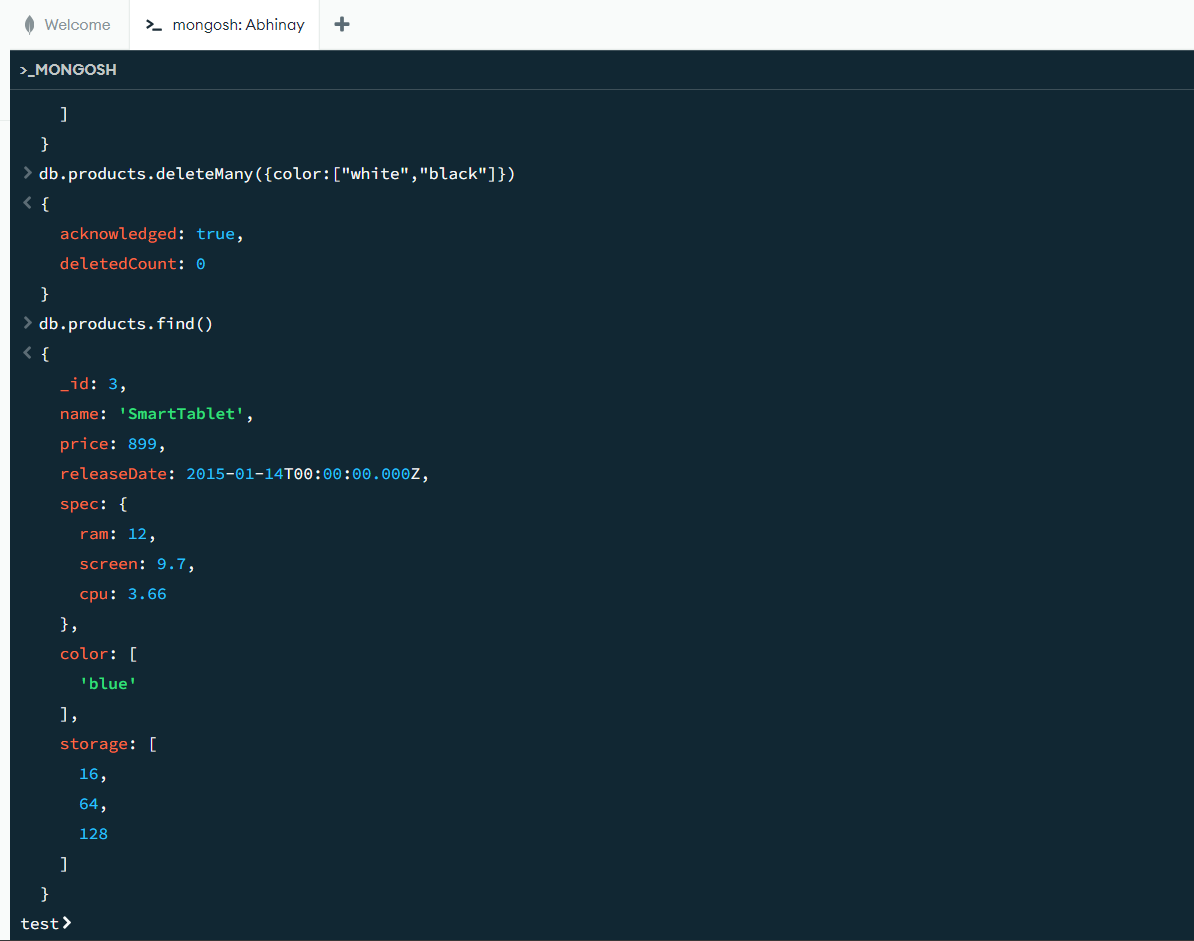 Welcome
>_ mongosh: Abhinay +
>_MONGOSH
]
}
> db.products.deleteMany({color:["white","black"]})
< {
acknowledged: true,
deletedCount: 0
}
> db.products.find()
< {
_id: 3,
name: 'SmartTablet',
price: 899,
releaseDate: 2015-01-14T00:00:00.000Z,
spec: {
ram: 12,
screen: 9.7,
cpu: 3.66
},
color: [
'blue'
],
storage: [
16,
64,
128
]
}
test>